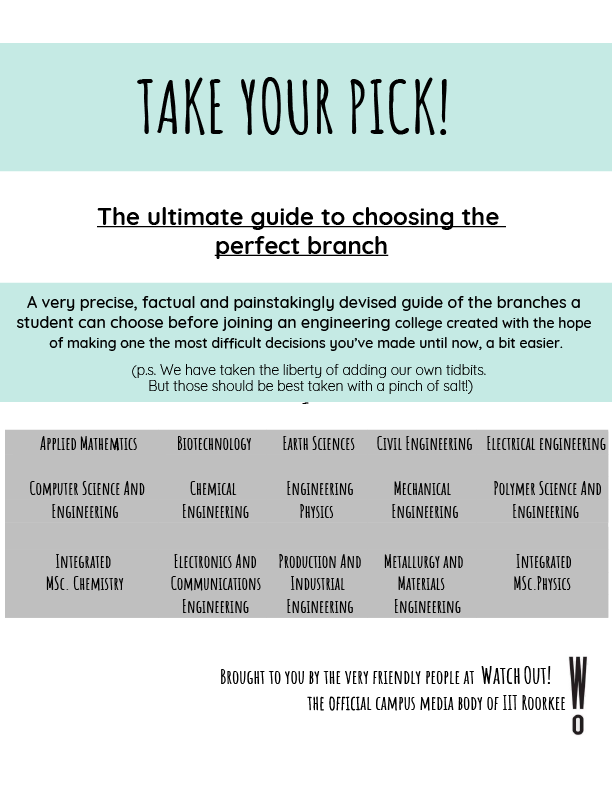 TAKE YOUR PICK!
The ultimate guide to choosing the
perfect branch
A very precise, factual and painstakingly devised guide of the branches a
student can choose before joining an engineering college created with the hope
of making one the most difficult decisions you've made until now, a bit easier.
(p.s. We have taken the liberty of adding our own tidbits.
But those should be best taken with a pinch of salt!)
Applied Mathematics
Biotechnology
Earth Sciences
Civil Engineering
Electrical engineering
Computer Science And
Engineering
Chemical
Engineering
Engineering
Physics
Mechanical
Engineering
Polymer Science And
Engineering
Integrated
MSc. Chemistry
Electronics And
Communications
Engineering
Production And
Industrial
Engineering
Metallurgy and
Materials
Engineering
Integrated
MSc.Physics
Brought to you by the very friendly people at Watch Out!
the official campus media body of IIT Roorkee
W
O